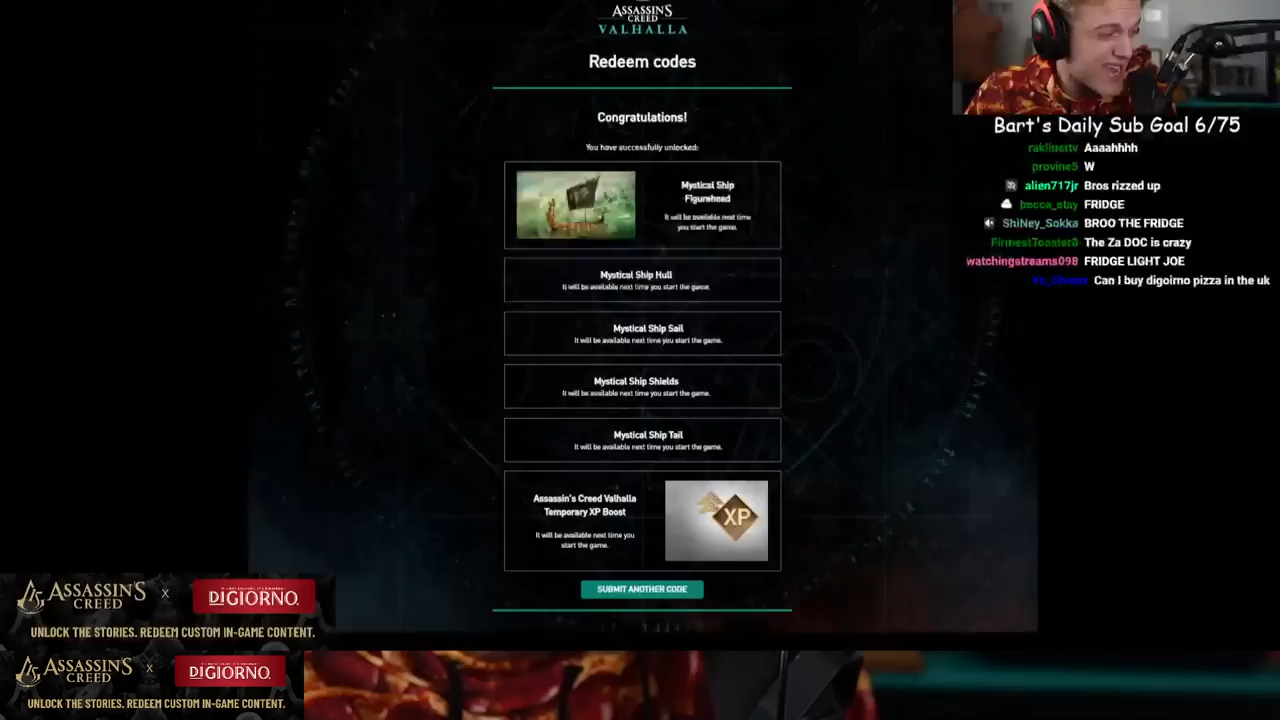 ASSASSIN'S
CREED
VALHALLA
Redeem codes
Congratulations!
You have successfully unlocked:
Mystical Ship
Figurehead
It will be available next time
you start the game.
Mystical Ship Hull
It will be available next time you start the game.
Mystical Ship Sail
It will be available next time you start the game.
Mystical Ship Shields
It will be available next time you start the game.
Mystical Ship Tail
It will be available next time you start the game.
Assassin's Creed Valhalla
Temporary XP Boost
It will be available next time you
start the game.
XP
SUBMIT ANOTHER CODE
Bart's Daily Sub Goal 6/75
raklinertv Aaaahhhh
provine5 W
alien717jr Bros rizzed up
becca_elay FRIDGE
ShiNey_Sokka BROO THE FRIDGE
FirmestToaster8 The Za DOC is crazy
watchingstreams098 FRIDGE LIGHT JOE
Can I buy digoirno pizza in the uk
ASSASSIN'S
CREED
X
DIGIORNO
UNLOCK THE STORIES. REDEEM CUSTOM IN-GAME CONTENT.
ASSASSIN'S
CREED
X
DIGIORNO
UNLOCK THE STORIES. REDEEM CUSTOM IN-GAME CONTENT.